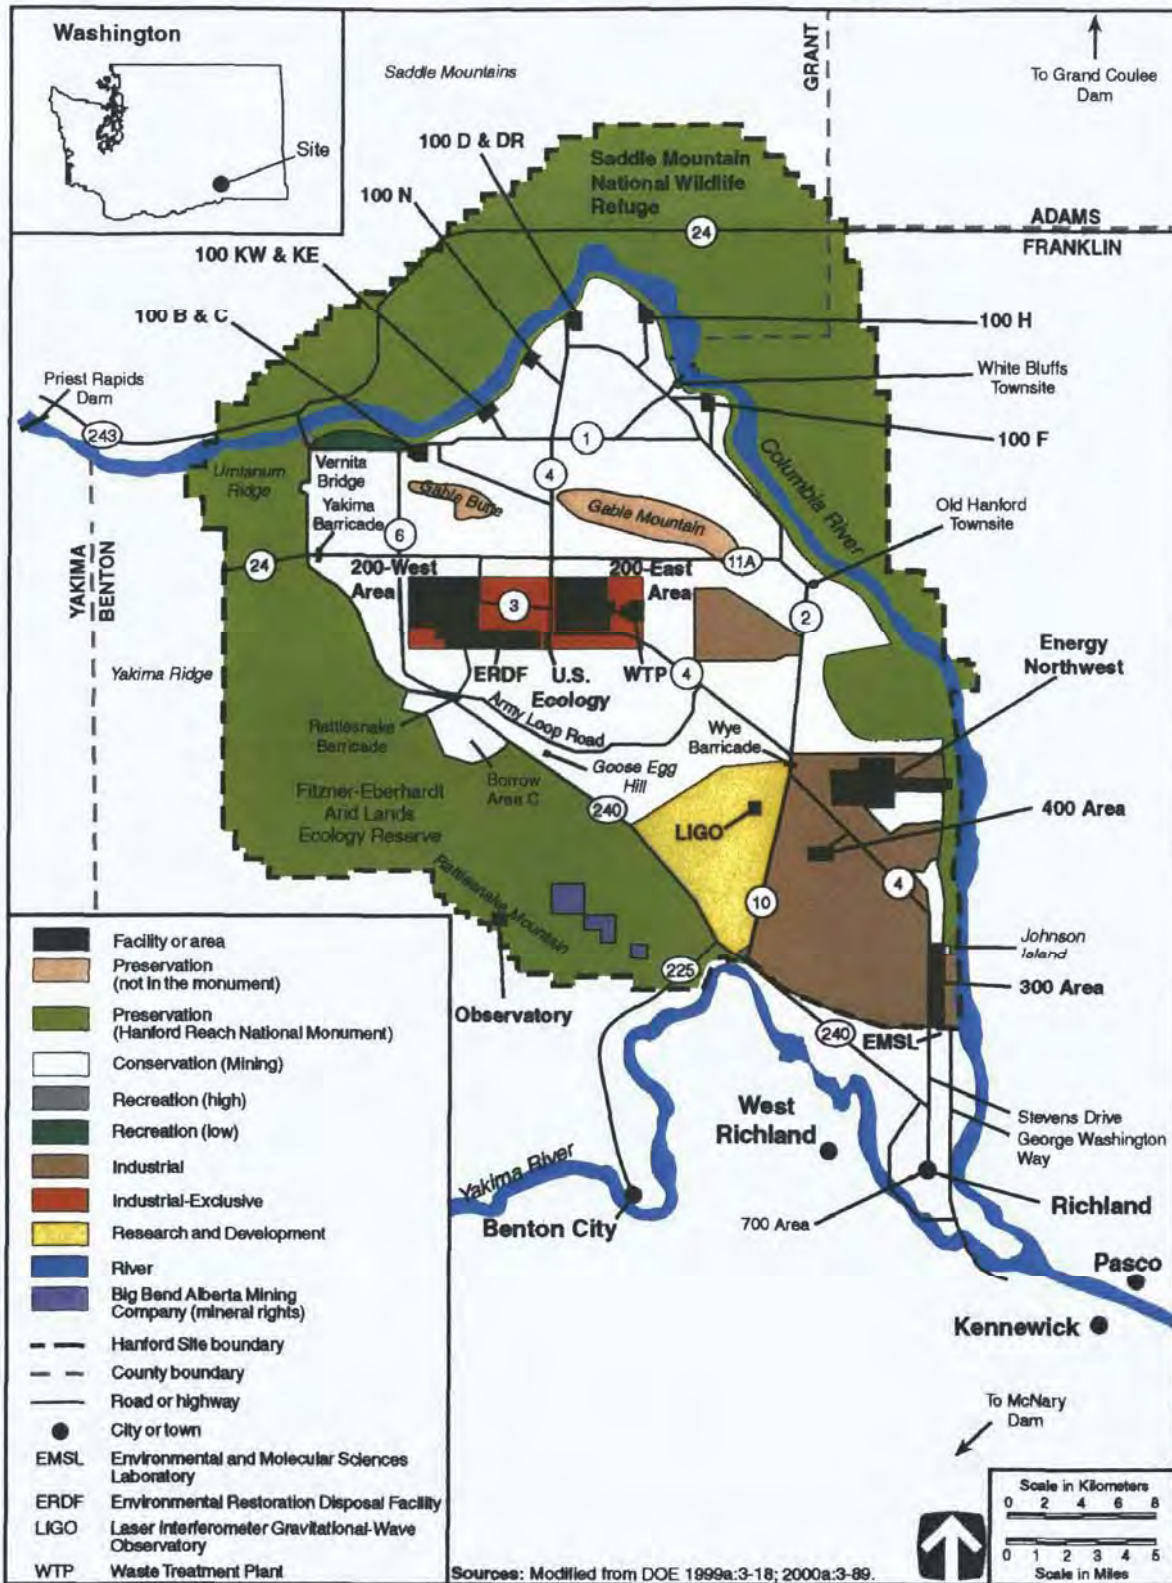 Washington
Site
Saddle Mountains
GRANT
To Grand Coulee
Dam
100 D & DR
Saddle Mountain
National Wildlife
Refuge
100 N
24
ADAMS
FRANKLIN
100 KW & KE
100 B & C
100 H
Priest Rapids
Dam
White Bluffs
Townsite
243
1
100 F
Umtanum
Ridge
Vernita
Bridge
4
Columbia River
Gable Butte
Gable Mountain
Yakima
Barricade
Old Hanford
Townsite
6
24
11A
YAKIMA
BENTON
200-West
Area
200-East
Area
3
2
Energy
Northwest
Yakima Ridge
ERDF
U.S.
Ecology
WTP
4
Army Loop Road
Rattlesnake
Barricade
Wye
Barricade
Borrow
Area C
Goose Egg
Hill
Fitzner-Eberhardt
Arid Lands
Ecology Reserve
240
LIGO
400 Area
4
Rattlesnake Mountain
10
Johnson
Island
225
300 Area
Observatory
240
EMSL
West
Richland
Stevens Drive
George Washington
Way
Yakima River
Benton City
700 Area
Richland
Pasco
Kennewick
To McNary
Dam
Facility or area
Preservation
(not in the monument)
Preservation
(Hanford Reach National Monument)
Conservation (Mining)
Recreation (high)
Recreation (low)
Industrial
Industrial-Exclusive
Research and Development
River
Big Bend Alberta Mining
Company (mineral rights)
Hanford Site boundary
County boundary
Road or highway
City or town
EMSL Environmental and Molecular Sciences
Laboratory
ERDF Environmental Restoration Disposal Facility
LIGO Laser Interferometer Gravitational-Wave
Observatory
WTP Waste Treatment Plant
Sources: Modified from DOE 1999a:3-18; 2000a:3-89.
Scale in Kilometers
0 2 4 6 8
0 1 2 3 4 5
Scale in Miles